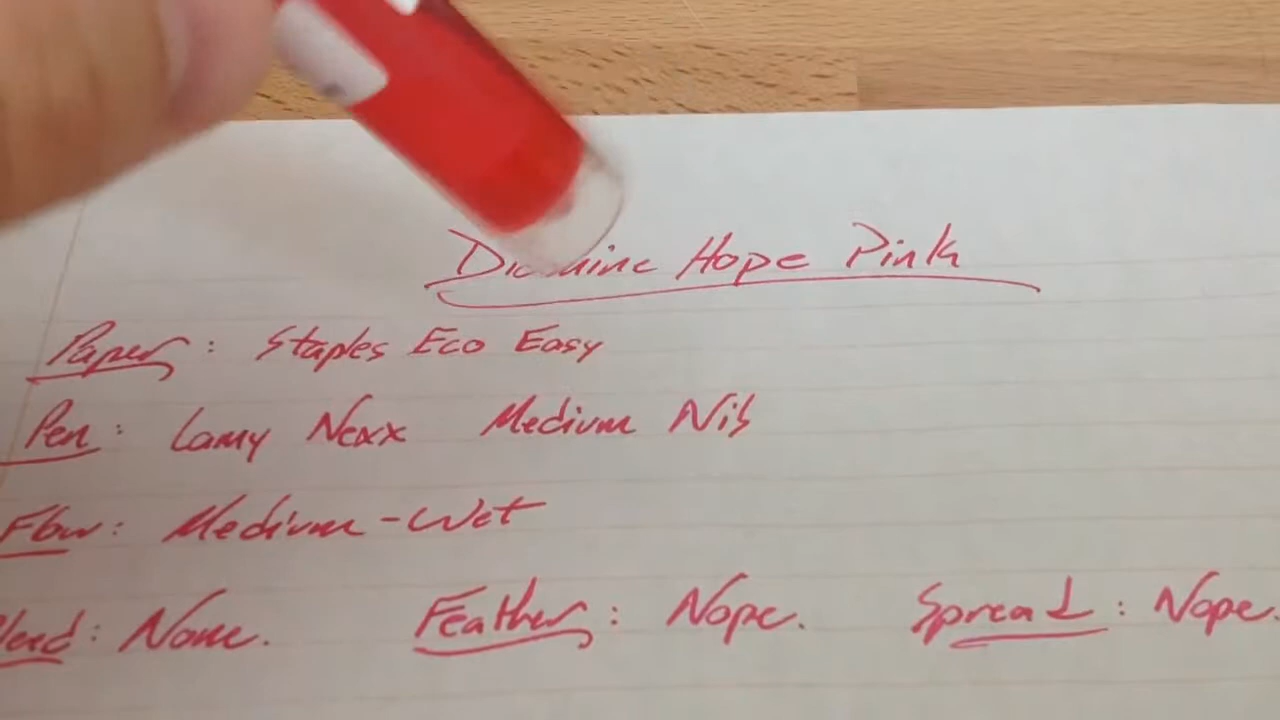 Diamine Hope Pink
Paper: Staples Eco Easy
Pen: Lamy Nexx Medium Nib
Flow: Medium-Wet
None. Feather: Nope. Spread: Nope.